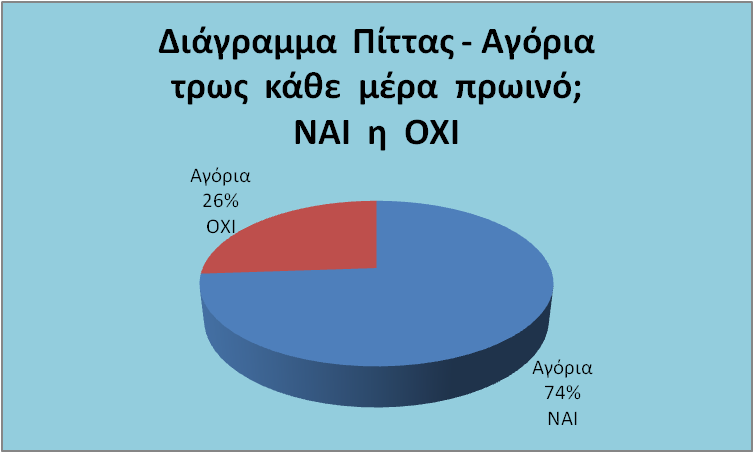 Διάγραμμα Πίττας - Αγόρια
τρως κάθε μέρα πρωινό;
ΝΑΙ η ΟΧΙ
Αγόρια
26%
ΟΧΙ
Αγόρια
74%
ΝΑΙ